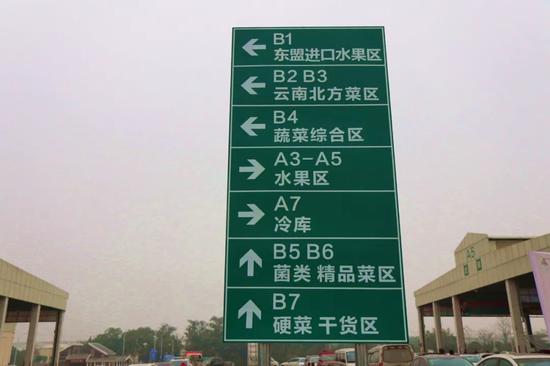 B1
东盟进口水果区
B2 B3
云南北方菜区
B4
蔬菜综合区
A3-A5
水果区
A7
冷库
B5 B6
菌类 精品菜区
B7
硬菜 干货区
A5